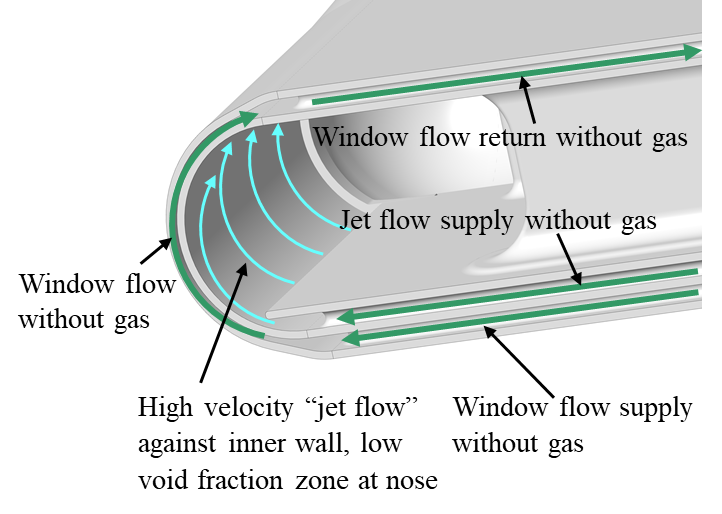 Window flow return without gas
Jet flow supply without gas
Window flow
without gas
High velocity “jet flow”
against inner wall, low
void fraction zone at nose
Window flow supply
without gas